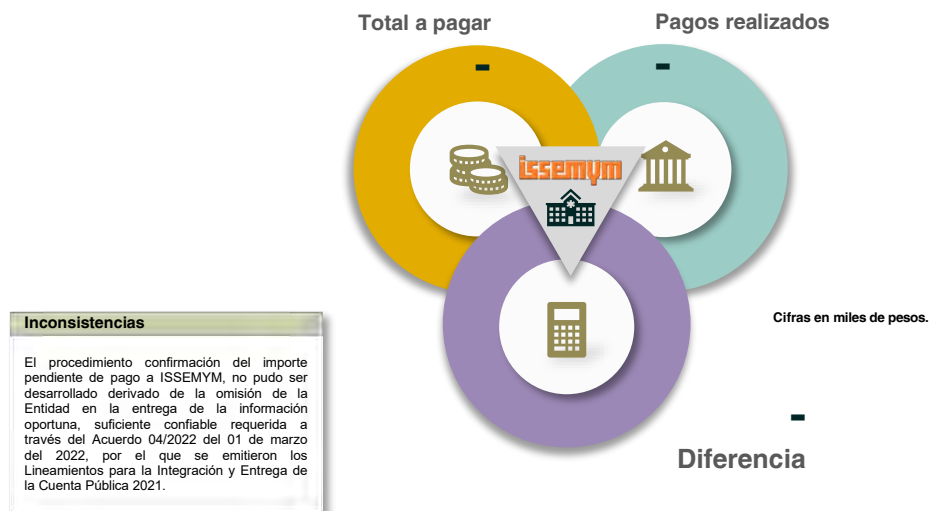 Total a pagar
Pagos realizados
-
-
issemym
Cifras en miles de pesos.
Inconsistencias
El procedimiento confirmación del importe
pendiente de pago a ISSEMYM, no pudo ser
desarrollado derivado de la omisión de la
Entidad en la entrega de la información
oportuna, suficiente confiable requerida a
través del Acuerdo 04/2022 del 01 de marzo
del 2022, por el que se emitieron los
Lineamientos para la Integración y Entrega de
la Cuenta Pública 2021.
-
Diferencia